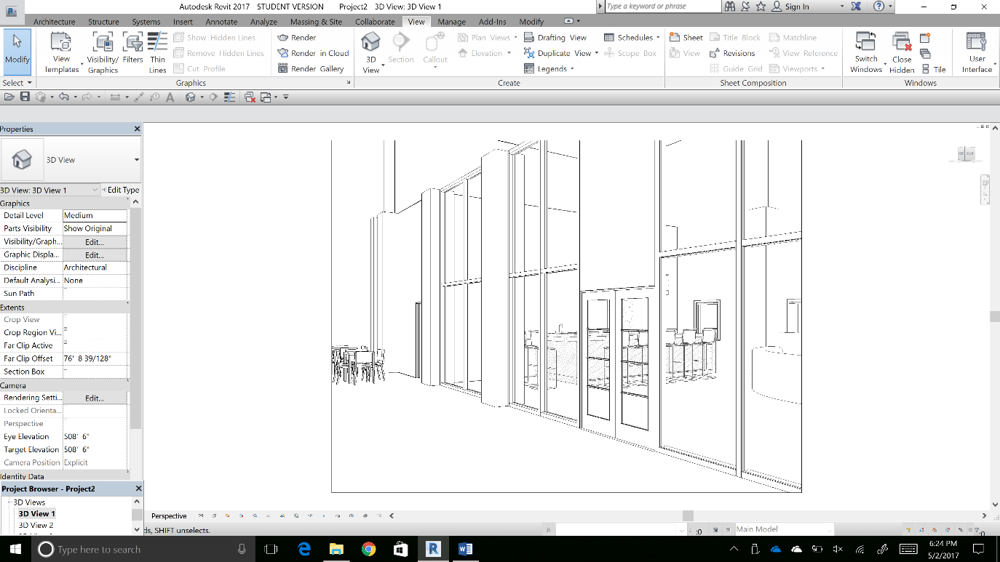 Autodesk Revit 2017 STUDENT VERSION Project2 3D View: 3D View 1
Type a keyword or phrase
Sign In
Architecture Structure Systems Insert Annotate Analyze Massing & Site Collaborate View Manage Add-Ins Modify
Modify
View Templates
Visibility/ Graphics
Filters
Thin Lines
Show Hidden Lines
Remove Hidden Lines
Cut Profile
Render
Render in Cloud
Render Gallery
3D View
Section
Callout
Plan Views
Elevation
Drafting View
Duplicate View
Legends
Schedules
Scope Box
Sheet
View
Title Block
Revisions
Guide Grid
Matchline
View Reference
Viewports
Switch Windows
Close Hidden
Tile
User Interface
Select Graphics Create Sheet Composition Windows
Properties
3D View
3D View: 3D View 1 Edit Type
Graphics
Detail Level Medium
Parts Visibility Show Original
Visibility/Graph... Edit...
Graphic Displa... Edit...
Discipline Architectural
Default Analysi... None
Sun Path
Extents
Crop View
Crop Region Vi...
Far Clip Active
Far Clip Offset 76' 8 39/128"
Section Box
Camera
Rendering Setti... Edit...
Locked Orienta...
Perspective
Eye Elevation 508' 6"
Target Elevation 508' 6"
Camera Position Explicit
Identity Data
Project Browser - Project2
3D Views
3D View 1
3D View 2
Perspective
ds, SHIFT unselects.
:0
Main Model
:0
Type here to search
6:24 PM
5/2/2017